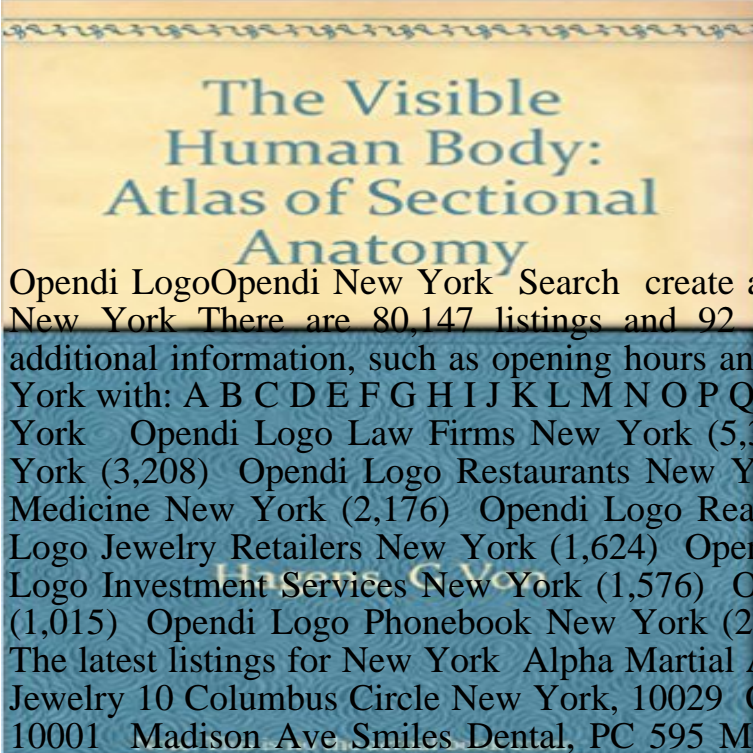 The Visible
Human Body:
Atlas of Sectional
Anatomy
Opendi LogoOpendi New York Search create
New York There are 80,147 listings and 92
additional information, such as opening hours
York with: A B C D E F G H I J K L M N O P Q
York Opendi Logo Law Firms New York
York (3,208) Opendi Logo Restaurants New
Medicine New York (2,176) Opendi Logo
Logo Jewelry Retailers New York (1,624)
Logo Investment Services New York (1,576)
Hagens, G Von
(1,015) Opendi Logo Phonebook New York
The latest listings for New York Alpha Martial
Jewelry 10 Columbus Circle New York, 10029
10001 Madison Ave Smiles Dental, PC 595